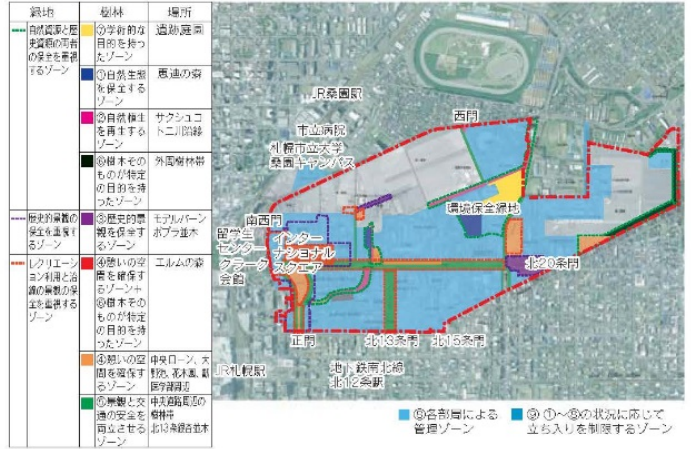 緑地
樹林
場所
自然資源と歴
史資源の両者
の保全を重視
するゾーン
⑦学術的な
目的を持っ
たゾーン
遺跡庭園
①自然生態
を保全する
ゾーン
恵迪の森
②自然植生
を再生する
ゾーン
サクシュコ
トニ川沿線
⑥樹木その
ものが特定
の目的を持
ったゾーン
外周樹林帯
歴史的景観の
保全を重視す
るゾーン
③歴史的景
観を保全する
ゾーン
モデルバーン
ポプラ並木
レクリエーシ
ョン利用と沿
線の景観の保
全を重視する
ゾーン
④憩いの空
間を確保す
るゾーン+
⑥樹木その
ものが特定
の目的を持
ったゾーン
エルムの森
④憩いの空
間を確保す
るゾーン
中央ローン、大
野池、花木園、獣
医学部周辺
⑤景観と交
通の安全を
両立させる
ゾーン
中央道路周辺の
樹林帯
北13条銀杏並木
JR桑園駅
市立病院
札幌市立大学
桑園キャンパス
西門
環境保全緑地
南西門
留学生
センター
クラーク
会館
インター
ナショナル
スクエア
北20条門
正門
北13条門
北15条門
JR札幌駅
地下鉄南北線
北12条駅
⑧各部局による
管理ゾーン
⑨①~⑧の状況に応じて
立ち入りを制限するゾーン